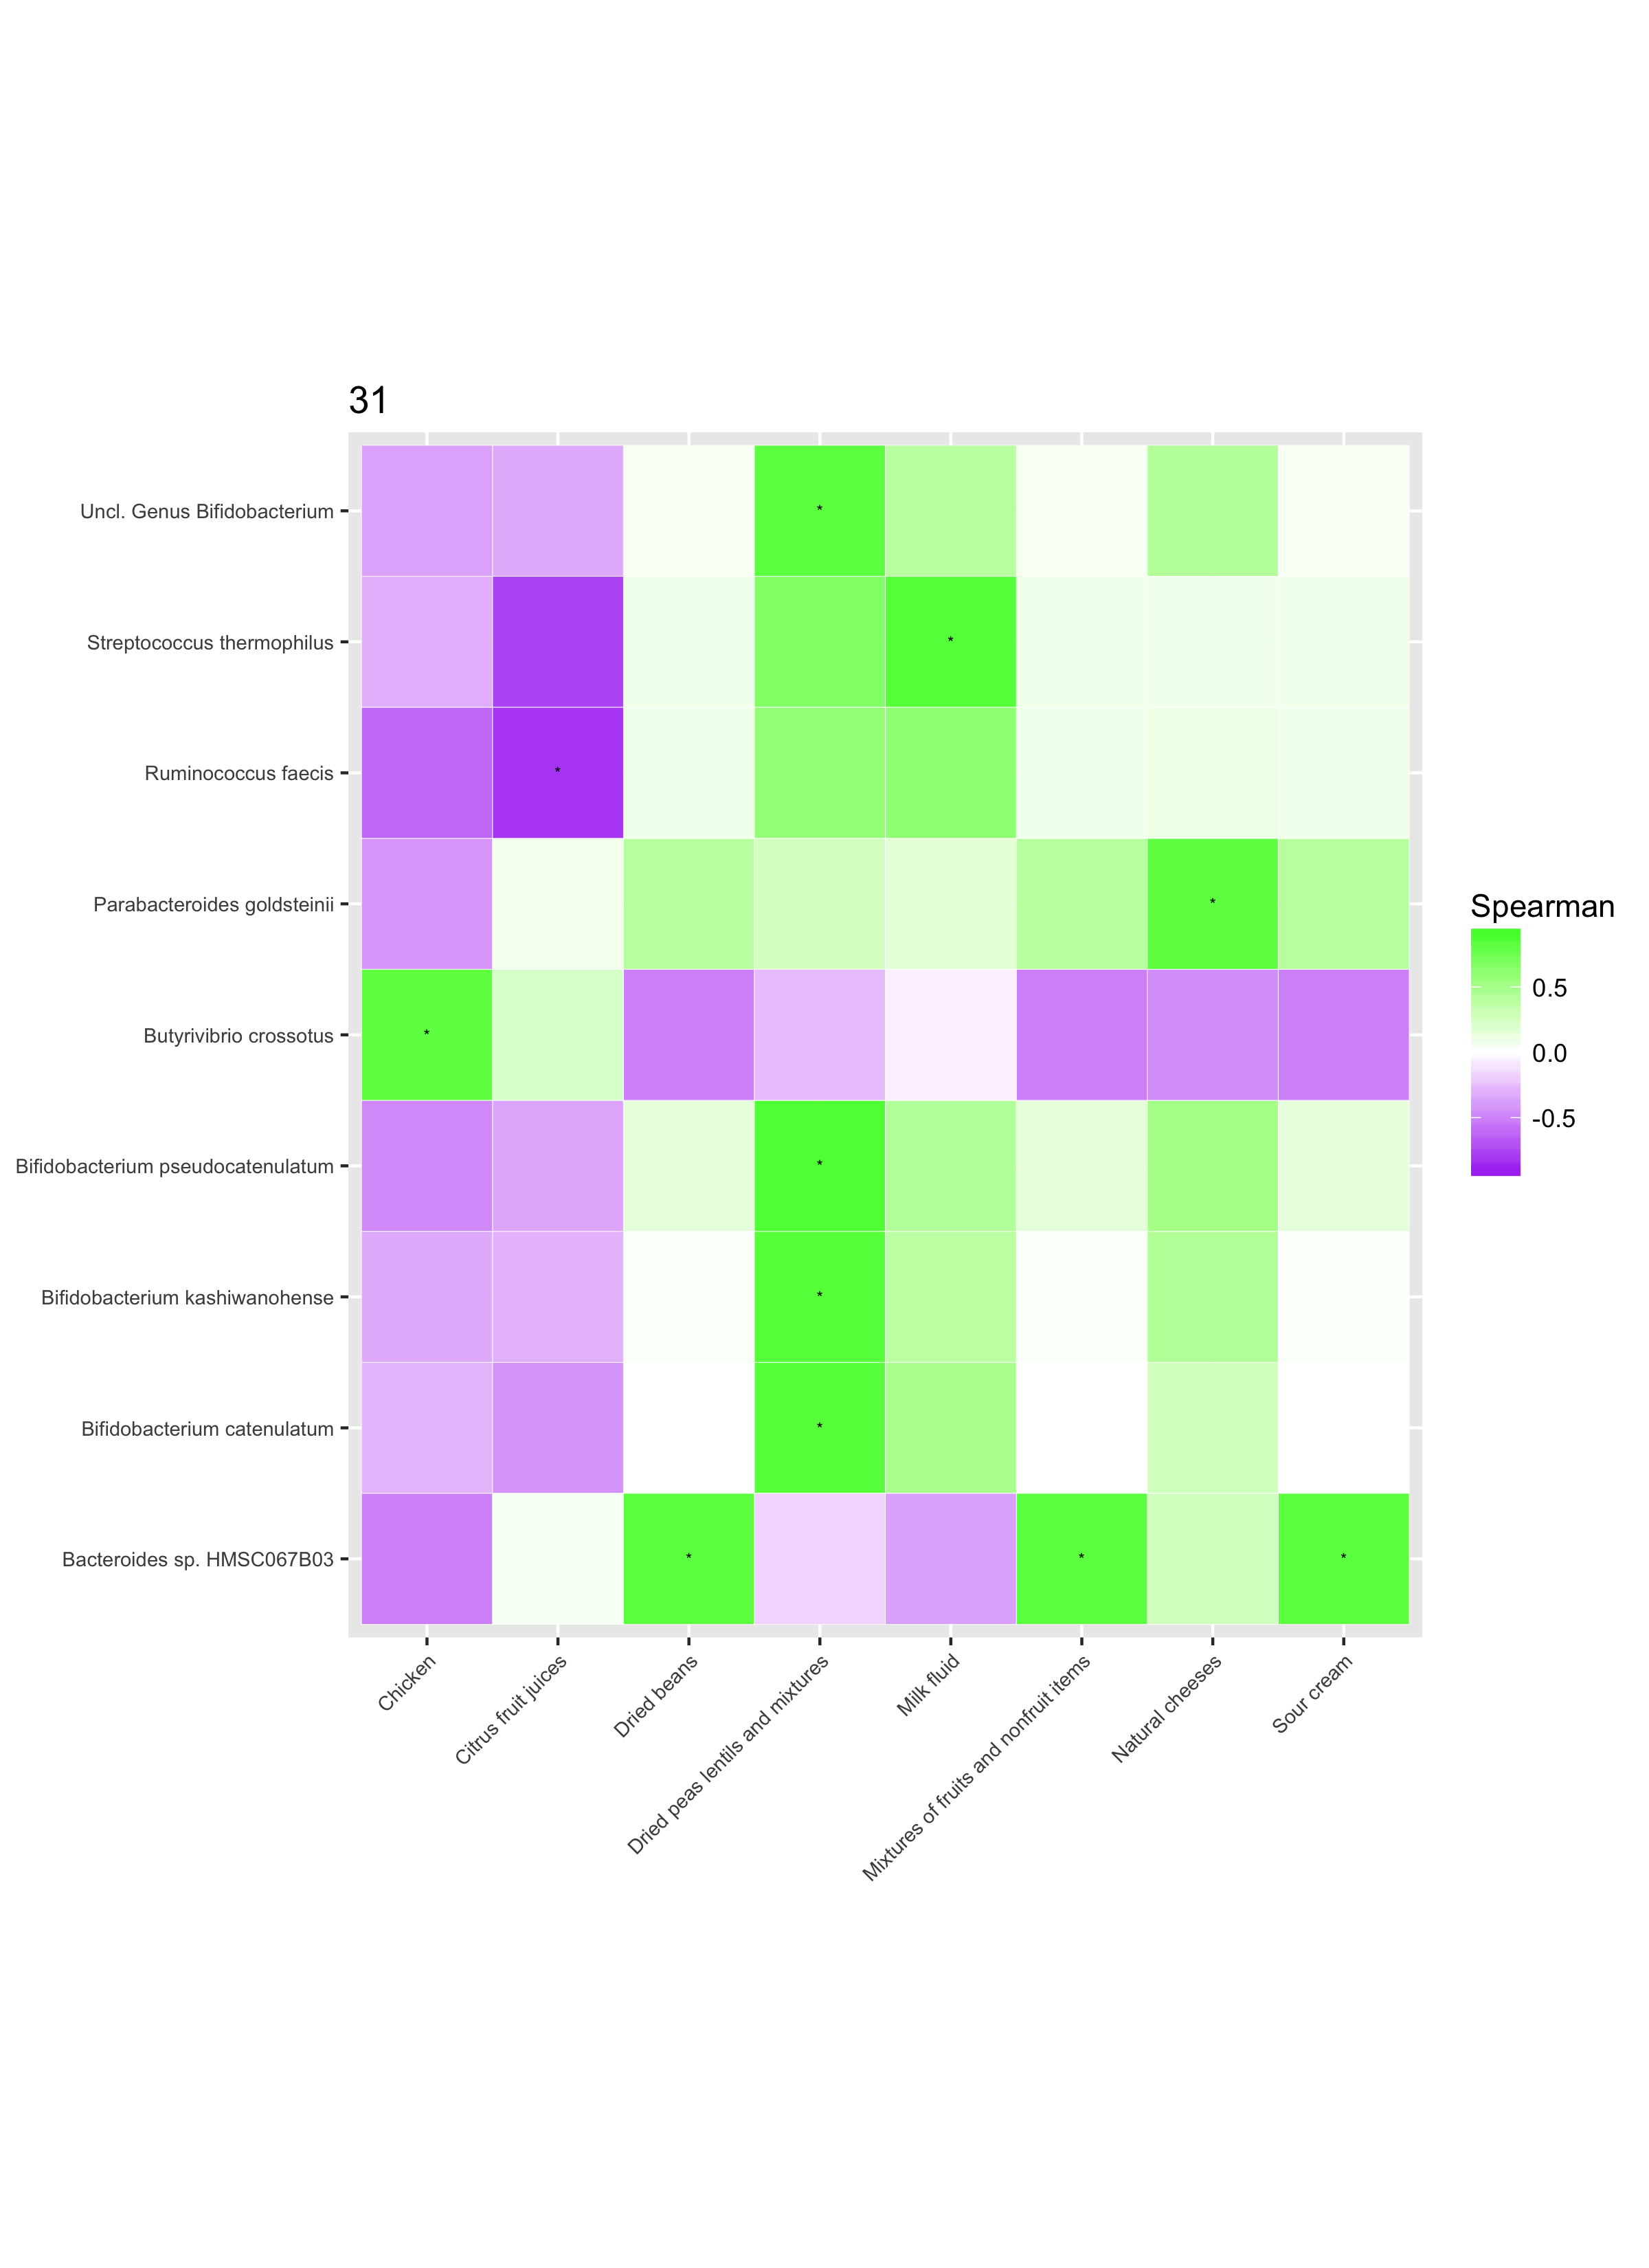 31
Uncl. Genus Bifidobacterium
*
Streptococcus thermophilus
*
Ruminococcus faecis
*
Parabacteroides goldsteinii
*
Butyrivibrio crossotus
*
Bifidobacterium pseudocatenulatum
*
Bifidobacterium kashiwanohense
*
Bifidobacterium catenulatum
*
Bacteroides sp. HMSC067B03
* * *
Chicken
Citrus fruit juices
Dried beans
Dried peas lentils and mixtures
Milk fluid
Mixtures of fruits and nonfruit items
Natural cheeses
Sour cream
Spearman
0.5
0.0
-0.5